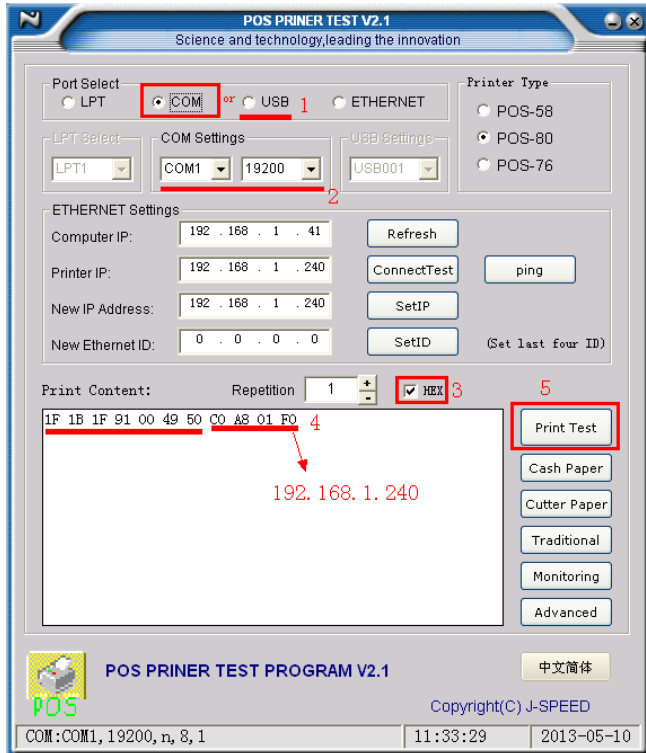 POS PRINER TEST V2.1
Science and technology,leading the innovation
Port Select
LPT COM or USB 1 ETHERNET
Printer Type
POS-58
POS-80
POS-76
LPT Select
LPT1
COM Settings
COM1 19200
2
USB Settings
USB001
ETHERNET Settings
Computer IP: 192 . 168 . 1 . 41 Refresh
Printer IP: 192 . 168 . 1 . 240 ConnectTest ping
New IP Address: 192 . 168 . 1 . 240 SetIP
New Ethernet ID: 0 . 0 . 0 . 0 SetID (Set last four ID)
Print Content: Repetition 1 + - HEX 3 5
1F 1B 1F 91 00 49 50 C0 A8 01 F0 4
192.168.1.240
Print Test
Cash Paper
Cutter Paper
Traditional
Monitoring
Advanced
POS
POS PRINER TEST PROGRAM V2.1
中文简体
Copyright(C) J-SPEED
COM:COM1,19200,n,8,1 11:33:29 2013-05-10